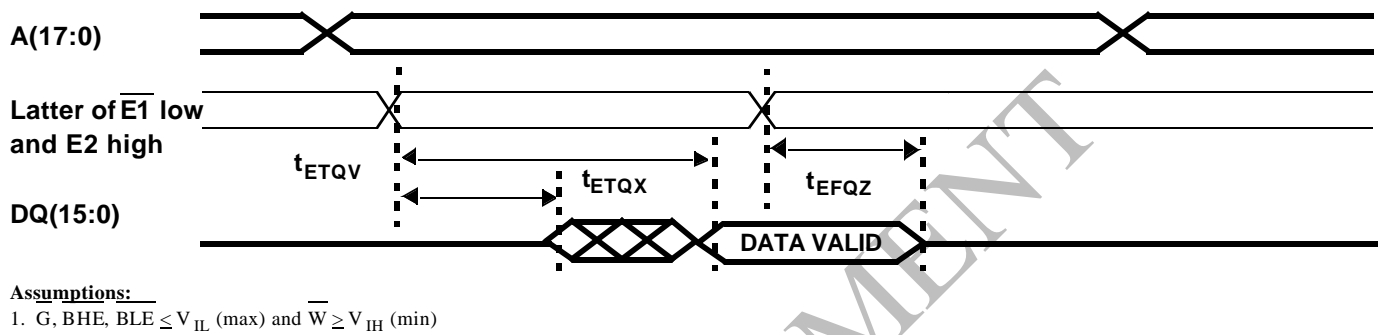 A(17:0)
Latter of E1 low
and E2 high
tETQV
tETQX
tEFQZ
DQ(15:0)
DATA VALID
MENT
Assumptions:
1. G, BHE, BLE ≤ VIL (max) and W ≥ VIH (min)